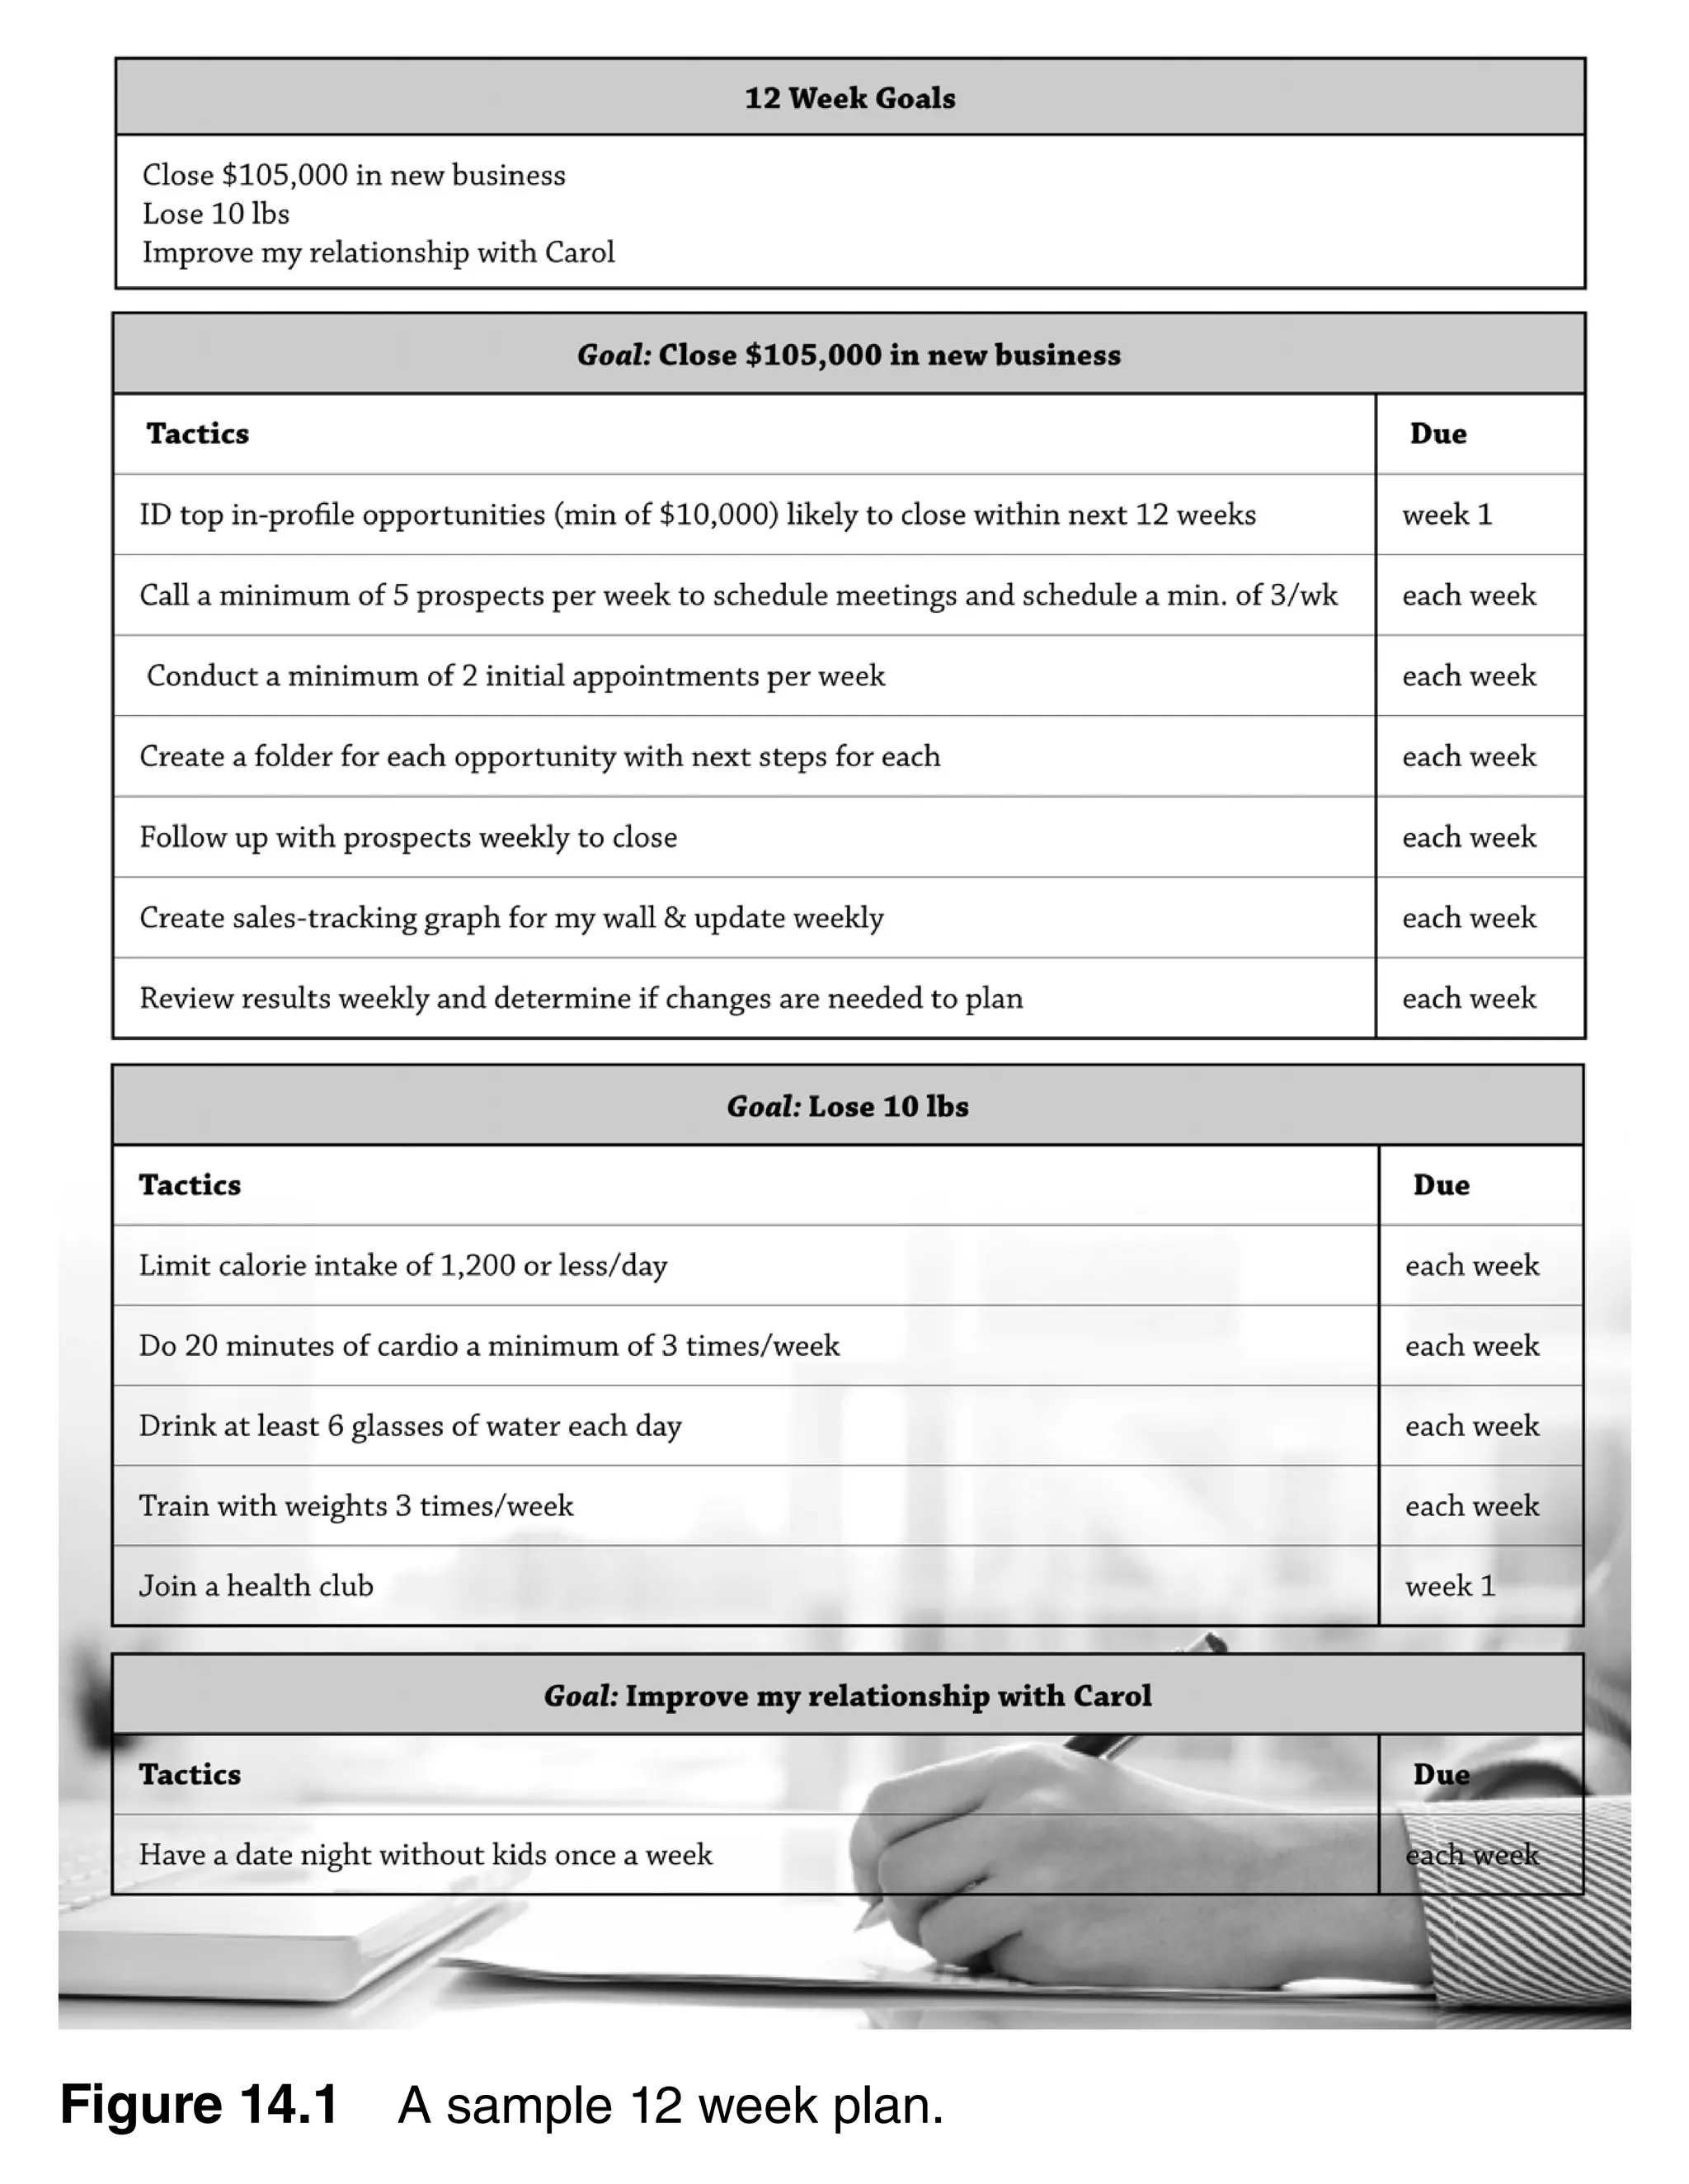 12 Week Goals
Close $105,000 in new business
Lose 10 lbs
Improve my relationship with Carol
Goal: Close $105,000 in new business
Tactics Due
ID top in-profile opportunities (min of $10,000) likely to close within next 12 weeks week 1
Call a minimum of 5 prospects per week to schedule meetings and schedule a min. of 3/wk each week
Conduct a minimum of 2 initial appointments per week each week
Create a folder for each opportunity with next steps for each each week
Follow up with prospects weekly to close each week
Create sales-tracking graph for my wall & update weekly each week
Review results weekly and determine if changes are needed to plan each week
Goal: Lose 10 lbs
Tactics Due
Limit calorie intake of 1,200 or less/day each week
Do 20 minutes of cardio a minimum of 3 times/week each week
Drink at least 6 glasses of water each day each week
Train with weights 3 times/week each week
Join a health club week 1
Goal: Improve my relationship with Carol
Tactics Due
Have a date night without kids once a week each week
Figure 14.1 A sample 12 week plan.